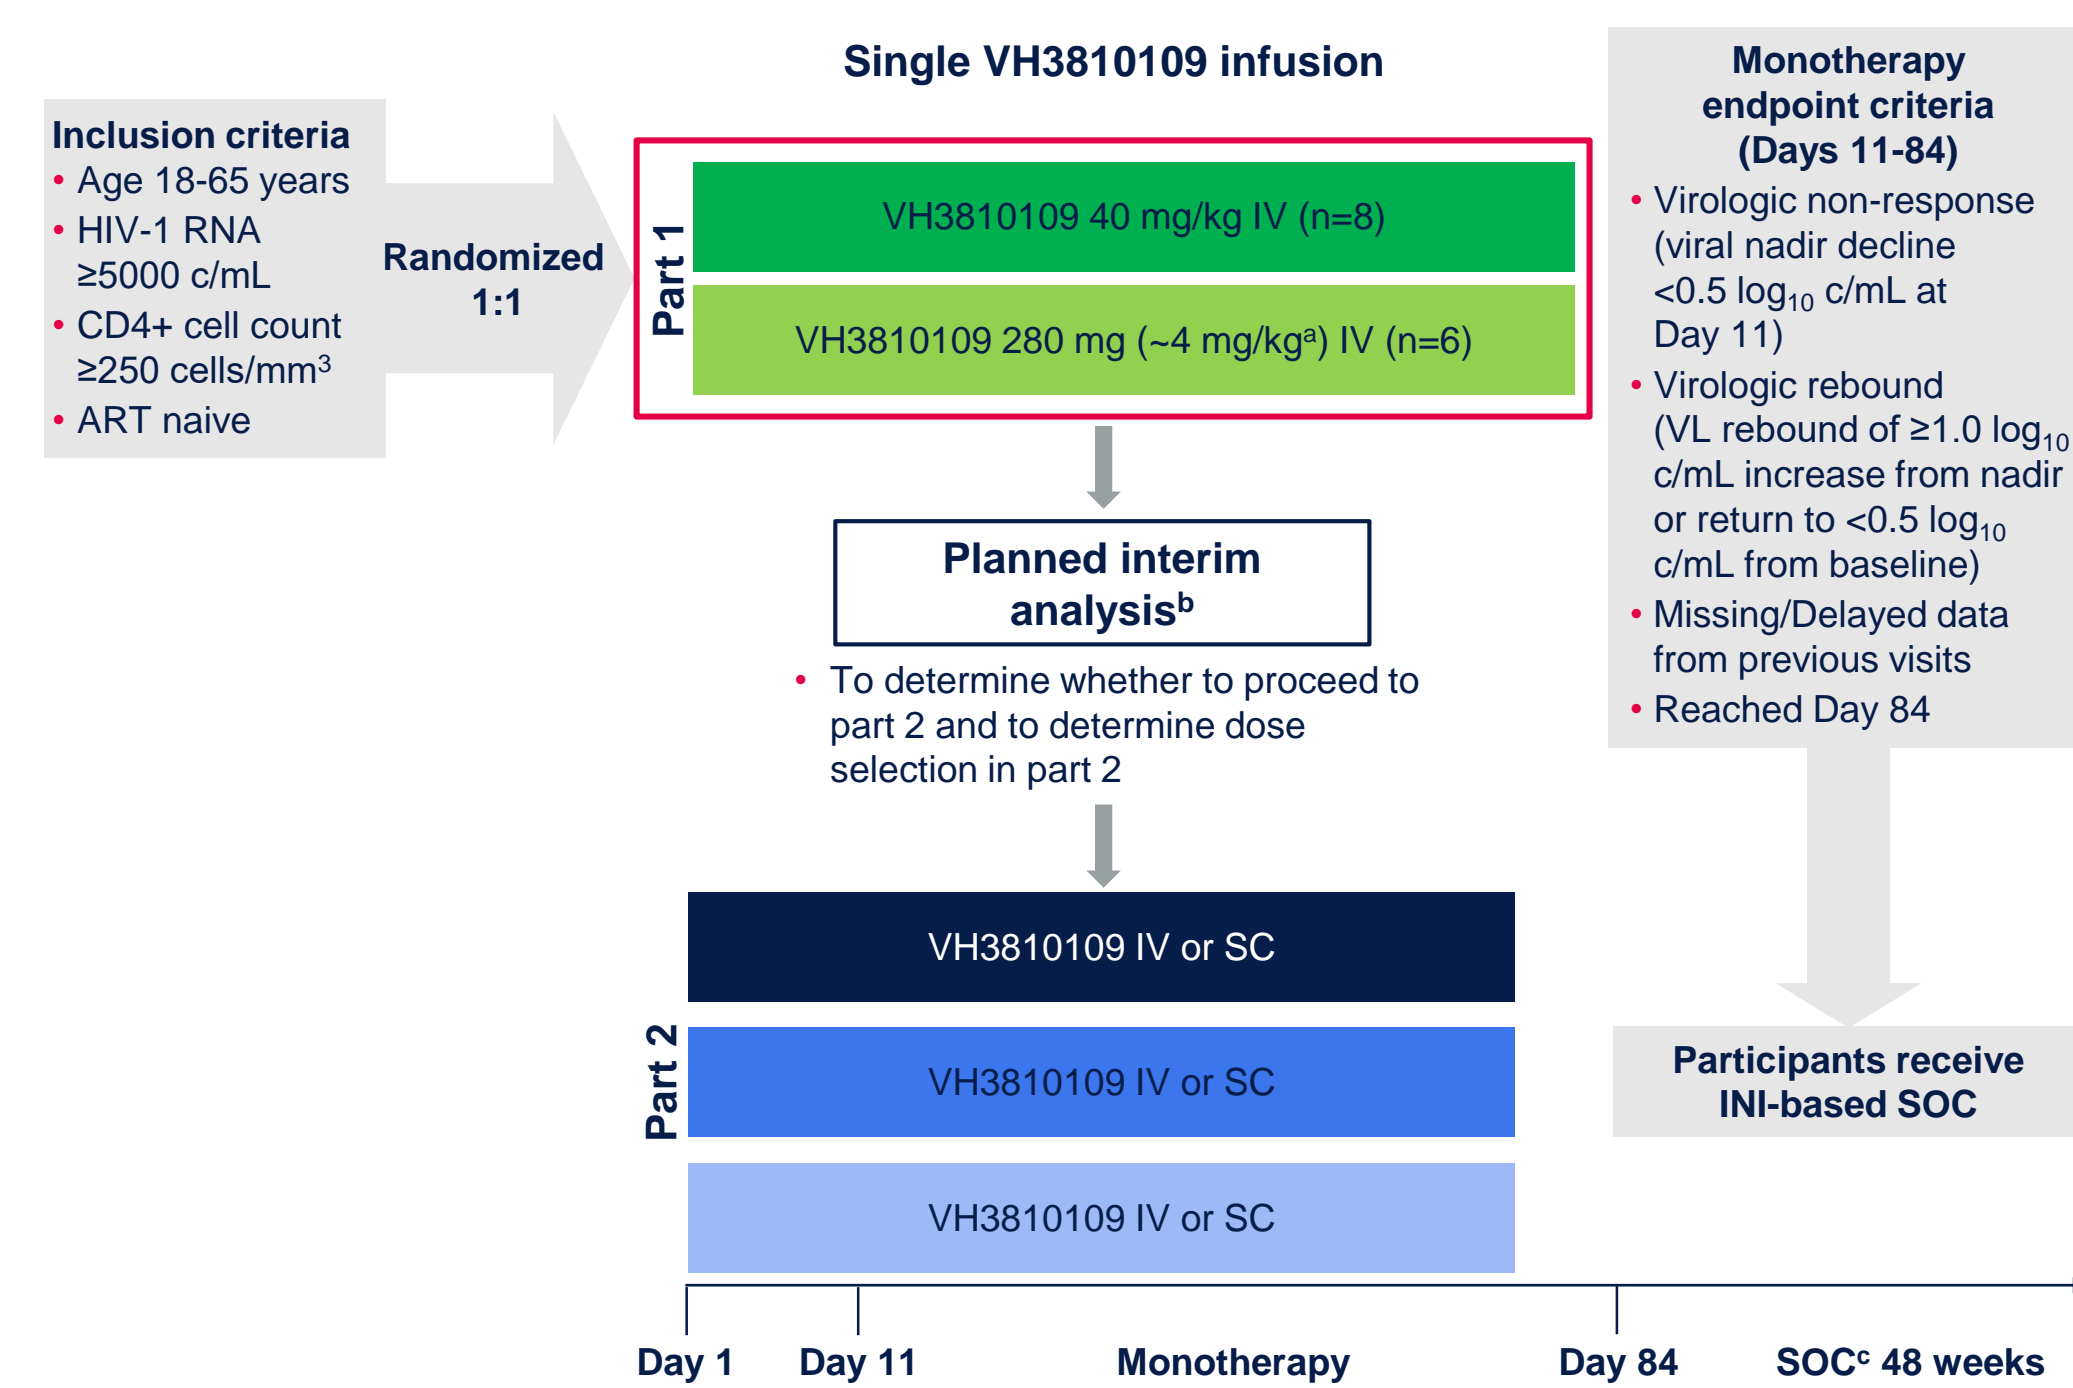 Single VH3810109 infusion
Inclusion criteria
• Age 18-65 years
• HIV-1 RNA
≥5000 c/mL
• CD4+ cell count
≥250 cells/mm³
• ART naive
Randomized
1:1
Part 1
VH3810109 40 mg/kg IV (n=8)
VH3810109 280 mg (~4 mg/kgᵃ) IV (n=6)
Planned interim
analysisᵇ
• To determine whether to proceed to
part 2 and to determine dose
selection in part 2
Part 2
VH3810109 IV or SC
VH3810109 IV or SC
VH3810109 IV or SC
Monotherapy
endpoint criteria
(Days 11-84)
• Virologic non-response
(viral nadir decline
<0.5 log₁₀ c/mL at
Day 11)
• Virologic rebound
(VL rebound of ≥1.0 log₁₀
c/mL increase from nadir
or return to <0.5 log₁₀
c/mL from baseline)
• Missing/Delayed data
from previous visits
• Reached Day 84
Participants receive
INI-based SOC
Day 1 Day 11 Monotherapy Day 84 SOCᶜ 48 weeks